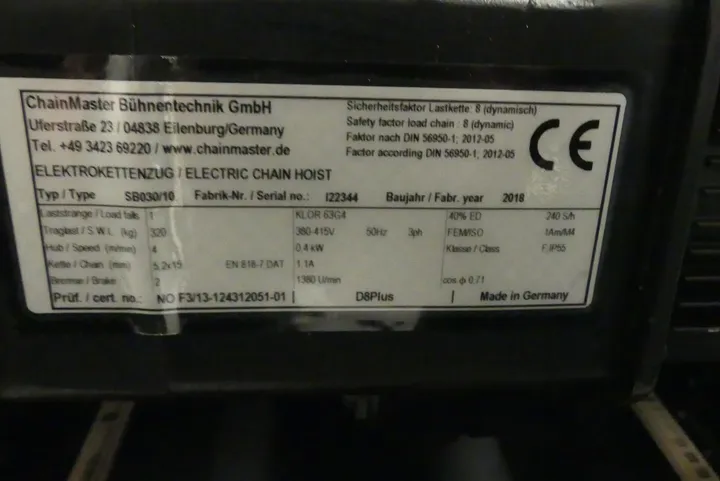 ChainMaster Bühnentechnik GmbH
Uferstraße 23 / 04838 Eilenburg/Germany
Tel. +49 3423 69220 / www.chainmaster.de
Sicherheitsfaktor Lastkette: 8 (dynamisch)
Safety factor load chain : 8 (dynamic)
Faktor nach DIN 56950-1; 2012-05
Factor according DIN 56950-1; 2012-05
CE
ELEKTROKETTENZUG / ELECTRIC CHAIN HOIST
Typ / Type SB030/10 Fabrik-Nr. / Serial no.: I22344 Baujahr / Fabr. year 2018
Laststränge / Load falls 1 KLOR 63G4 40% ED 240 S/h
Traglast / S.W.L. (kg) 320 380-415V 50Hz 3ph FEM/ISO 1Am/M4
Hub / Speed (m/min) 4 0,4 kW Klasse / Class F, IP55
Kette / Chain (mm) 5,2x15 EN 818-7 DAT 1.1A
Bremse / Brake 2 1380 U/min cos φ 0,71
Prüf. / cert. no.: NO F3/13-124312051-01 D8Plus Made in Germany